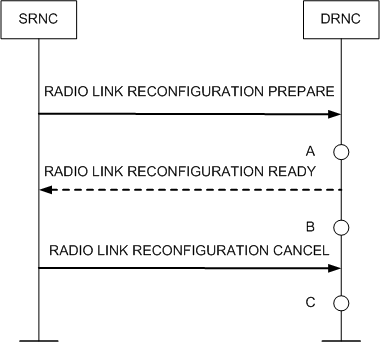 SRNC
DRNC
RADIO LINK RECONFIGURATION PREPARE
A
RADIO LINK RECONFIGURATION READY
B
RADIO LINK RECONFIGURATION CANCEL
C